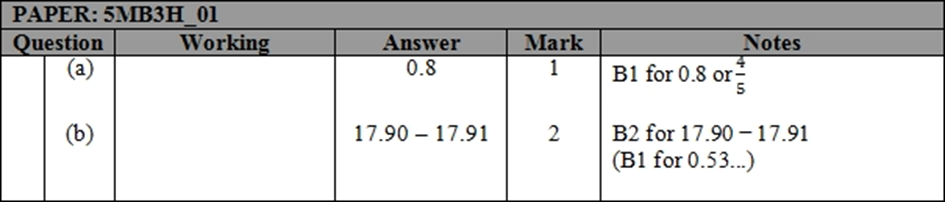 PAPER: 5MB3H_01
Question Working Answer Mark Notes
(a) 0.8 1 B1 for 0.8 or 4/5
(b) 17.90 – 17.91 2 B2 for 17.90 − 17.91
(B1 for 0.53...)